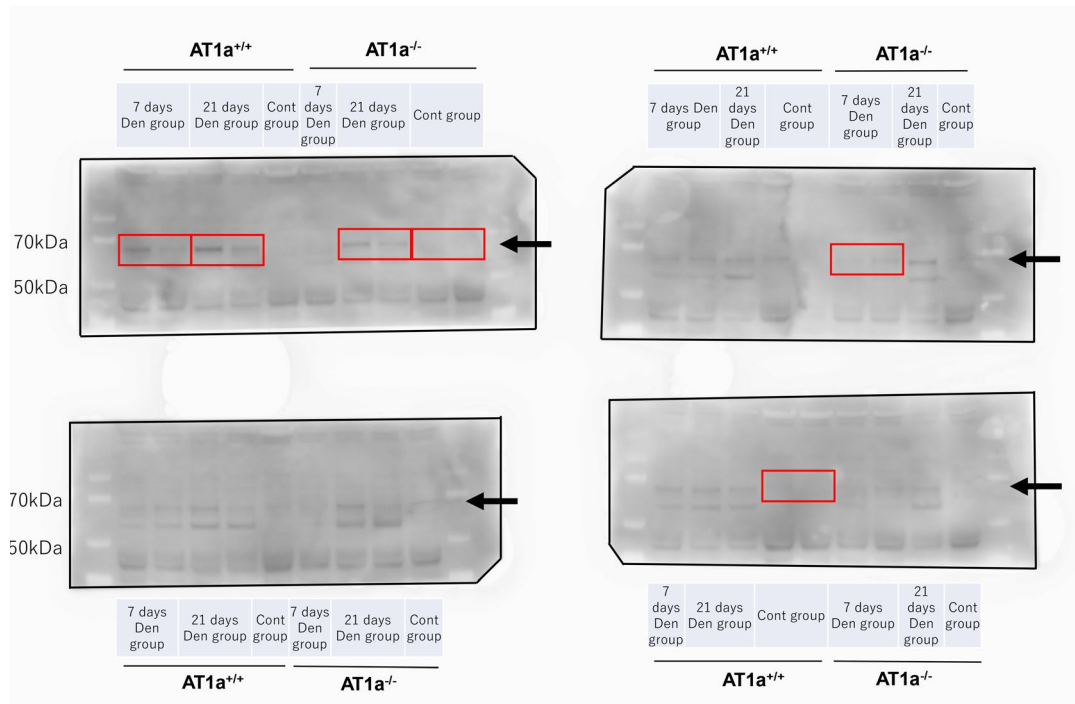 AT1a+/+
AT1a-/-
7 days
Den group
21 days
Den group
Cont
group
7
days
Den
group
21 days
Den group
Cont group
70kDa
50kDa
AT1a+/+
AT1a-/-
7 days Den
group
21
days
Den
group
Cont
group
7 days
Den
group
21
days
Den
group
Cont
group
70kDa
50kDa
7 days
Den
group
21 days
Den group
Cont
group
7 days
Den
group
21 days
Den group
Cont
group
AT1a+/+
AT1a-/-
7
days
Den
group
21 days
Den group
Cont group
7 days
Den group
21
days
Den
group
Cont
group
AT1a+/+
AT1a-/-